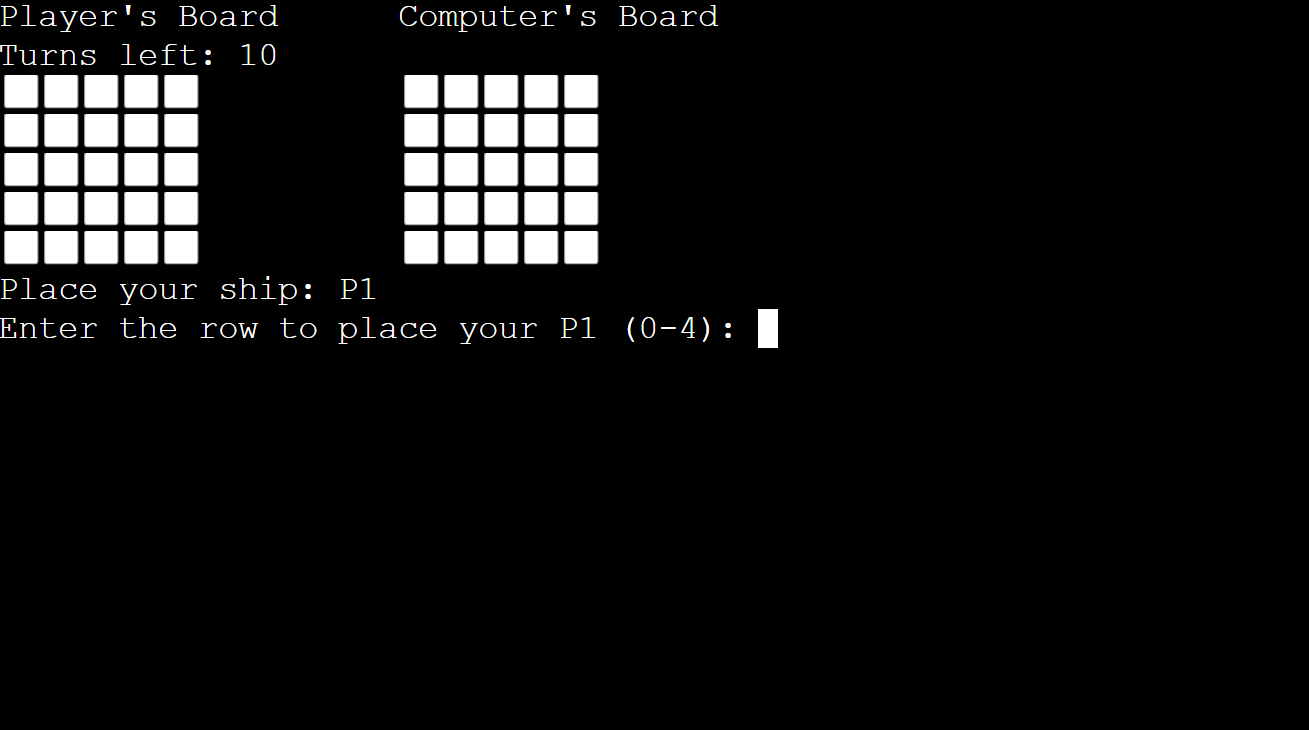 Player's Board      Computer's Board
Turns left: 10
Place your ship: P1
Enter the row to place your P1 (0-4):